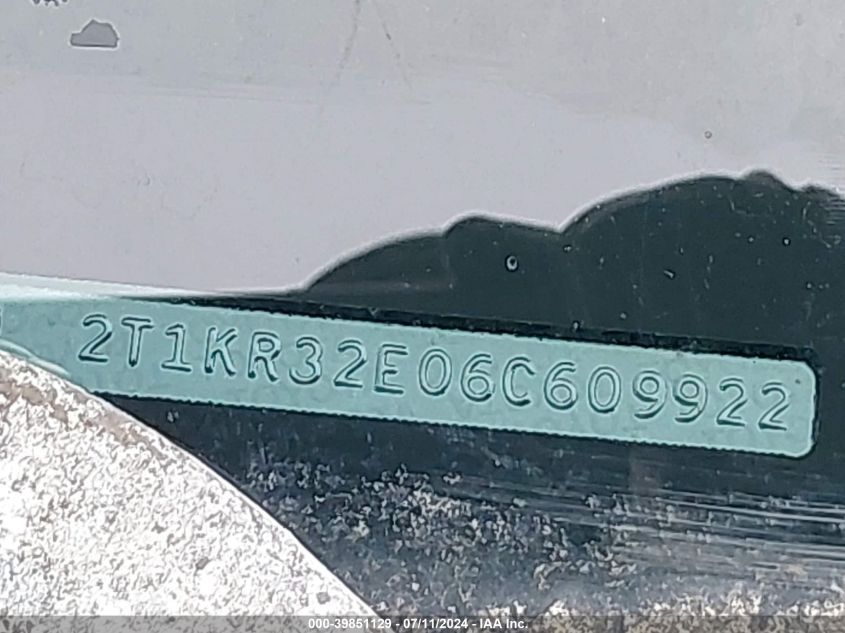 2T1KR32E06C609922
000-39851129 - 07/11/2024 - IAA Inc.